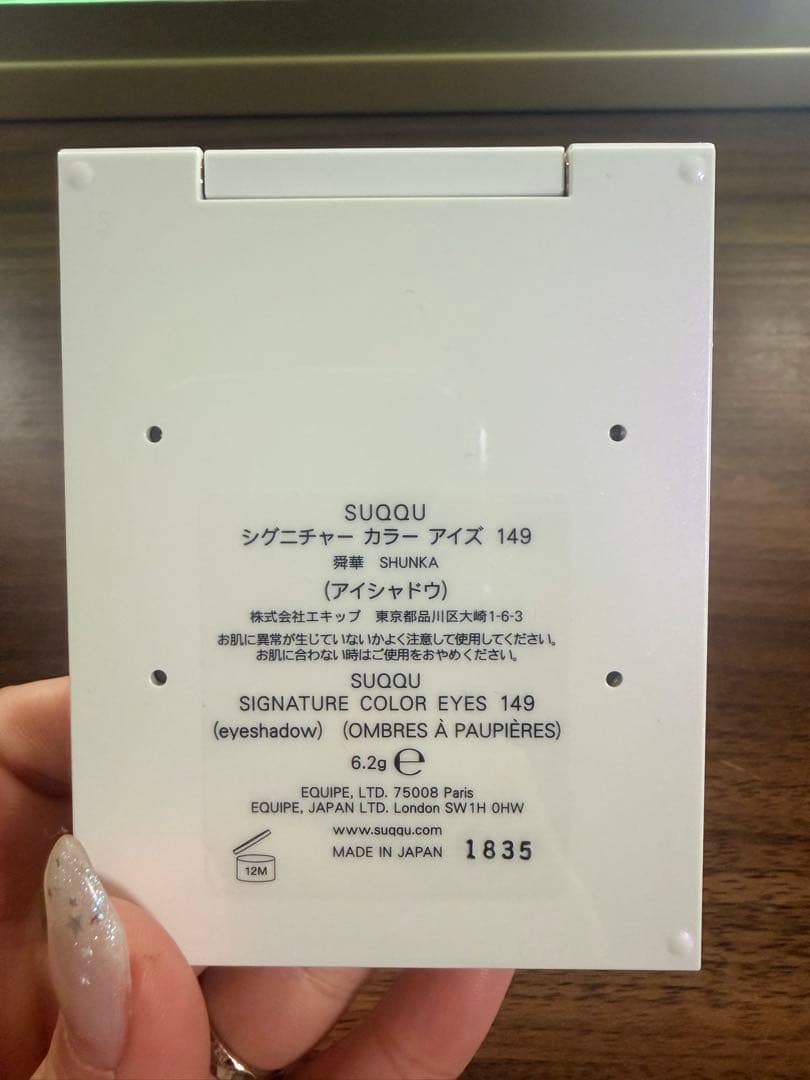 SUQQU
シグニチャー カラー アイズ 149
舜華 SHUNKA
(アイシャドウ)
株式会社エキップ 東京都品川区大崎1-6-3
お肌に異常が生じていないかよく注意して使用してください。
お肌に合わない時はご使用をおやめください。
SUQQU
SIGNATURE COLOR EYES 149
(eyeshadow) (OMBRES À PAUPIÈRES)
6.2g ℮
EQUIPE, LTD. 75008 Paris
EQUIPE, JAPAN LTD. London SW1H 0HW
www.suqqu.com
MADE IN JAPAN 1835
12M